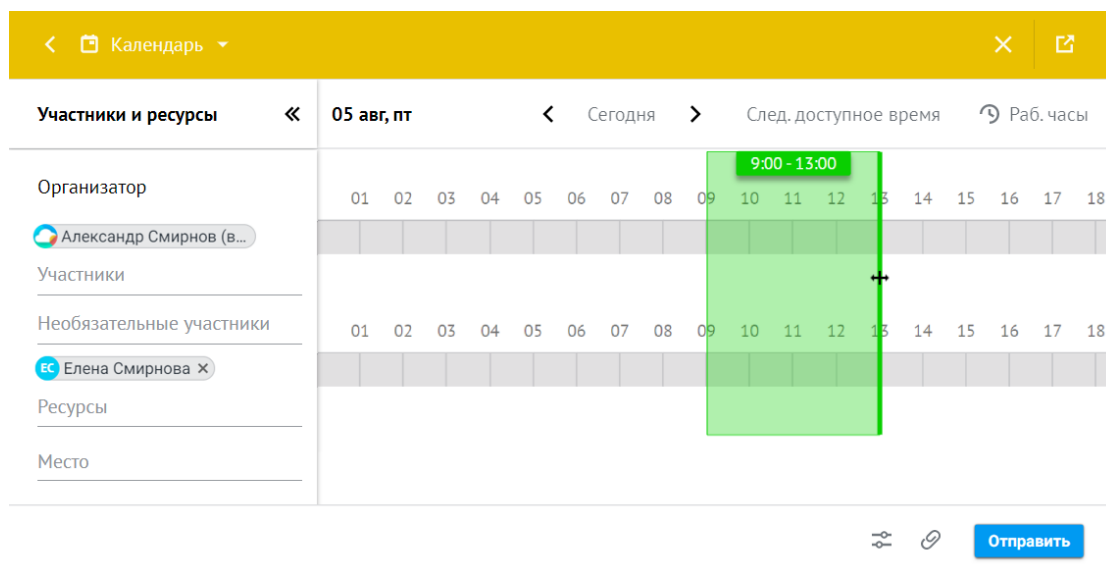 Календарь
Участники и ресурсы
05 авг, пт
Сегодня
След. доступное время
Раб. часы
9:00 - 13:00
Организатор
01 02 03 04 05 06 07 08 09 10 11 12 13 14 15 16 17 18
Александр Смирнов (в...
Участники
Необязательные участники
01 02 03 04 05 06 07 08 09 10 11 12 13 14 15 16 17 18
ЕС Елена Смирнова
Ресурсы
Место
Отправить